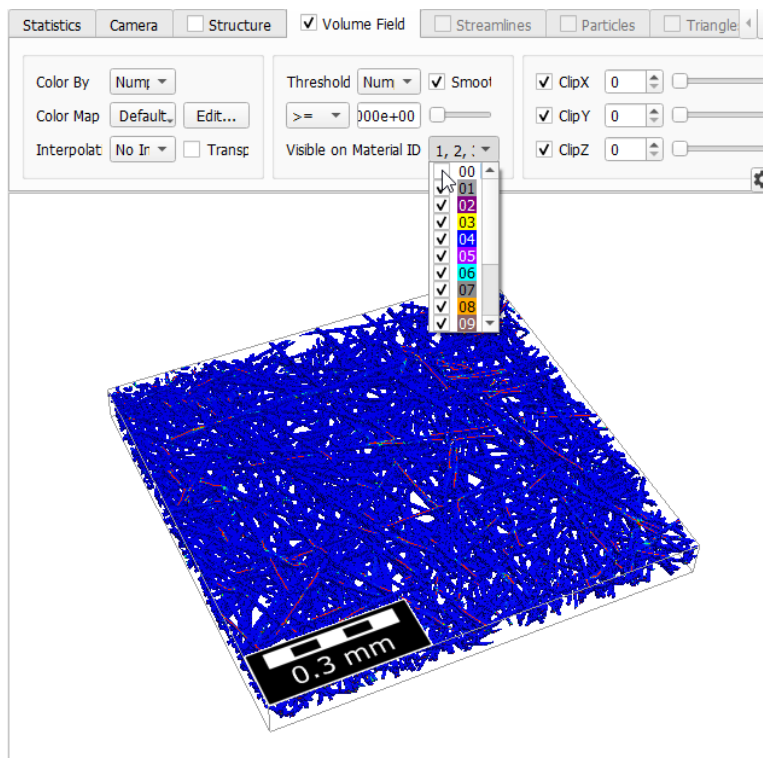 Statistics Camera Structure Volume Field Streamlines Particles Triangle
Color By Num Threshold Num Smoot ClipX 0
Color Map Default Edit... >= 000e+00 ClipY 0
Interpolat No Ir Transp Visible on Material ID 1, 2, ClipZ 0
00
01
02
03
04
05
06
07
08
09
0.3 mm